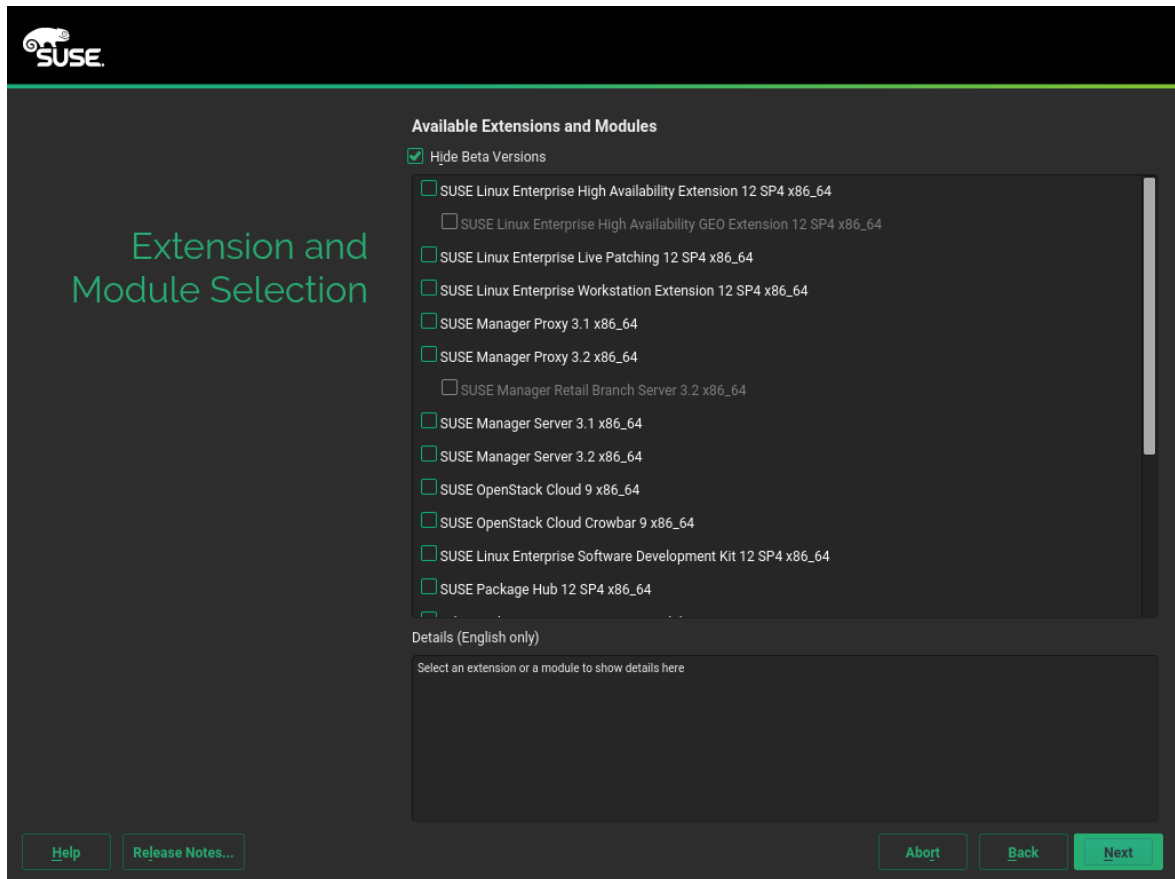 SUSE.
Available Extensions and Modules
Hide Beta Versions
SUSE Linux Enterprise High Availability Extension 12 SP4 x86_64
SUSE Linux Enterprise High Availability GEO Extension 12 SP4 x86_64
Extension and
Module Selection
SUSE Linux Enterprise Live Patching 12 SP4 x86_64
SUSE Linux Enterprise Workstation Extension 12 SP4 x86_64
SUSE Manager Proxy 3.1 x86_64
SUSE Manager Proxy 3.2 x86_64
SUSE Manager Retail Branch Server 3.2 x86_64
SUSE Manager Server 3.1 x86_64
SUSE Manager Server 3.2 x86_64
SUSE OpenStack Cloud 9 x86_64
SUSE OpenStack Cloud Crowbar 9 x86_64
SUSE Linux Enterprise Software Development Kit 12 SP4 x86_64
SUSE Package Hub 12 SP4 x86_64
Details (English only)
Select an extension or a module to show details here
Help
Release Notes...
Abort
Back
Next